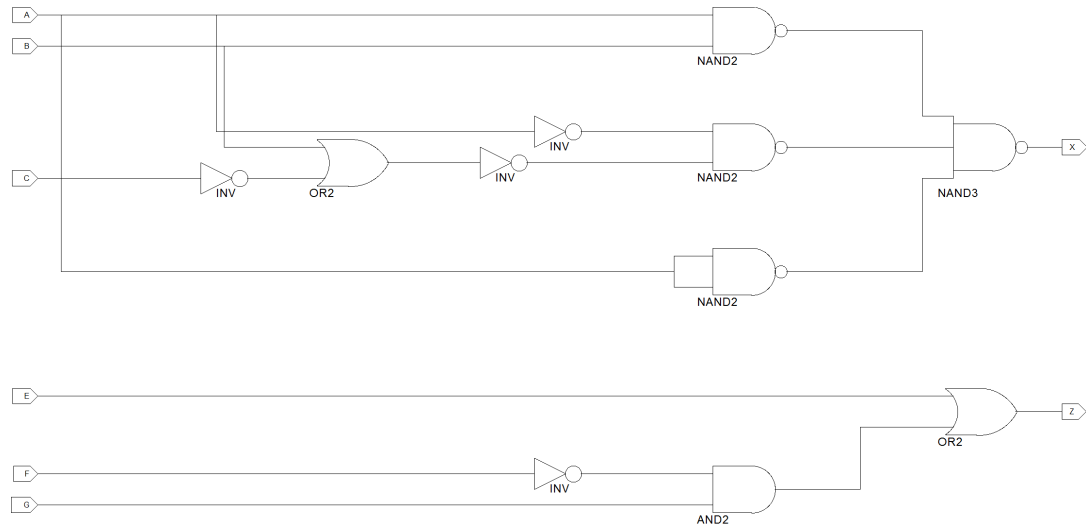 A
B
NAND2
INV
NAND2
X
C
INV
OR2
INV
NAND3
NAND2
E
Z
OR2
F
INV
G
AND2